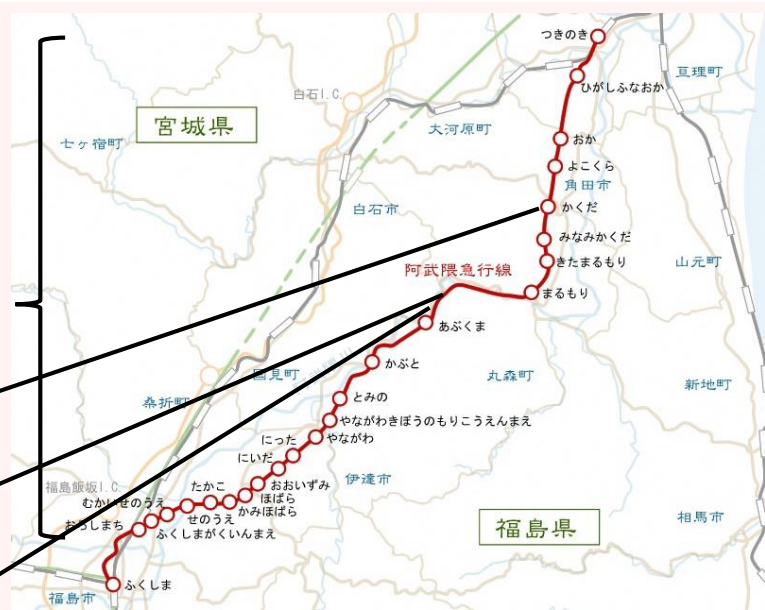 つきのき
亘理町
ひがしふなおか
白石I.C.
宮城県
大河原町
七ヶ宿町
おか
よこくら
角田市
かくだ
白石市
みなみかくだ
きたまるもり
山元町
阿武隈急行線
まるもり
あぶくま
かぶと
国見町
丸森町
新地町
桑折町
とみの
やながわきぼうのもりこうえんまえ
やながわ
にった
にいだ
伊達市
おおいずみ
ほばら
かみほばら
たかこ
福島飯坂I.C.
むかいせのうえ
せのうえ
ふくしまがくいんまえ
おろしまち
福島県
相馬市
ふくしま
福島市